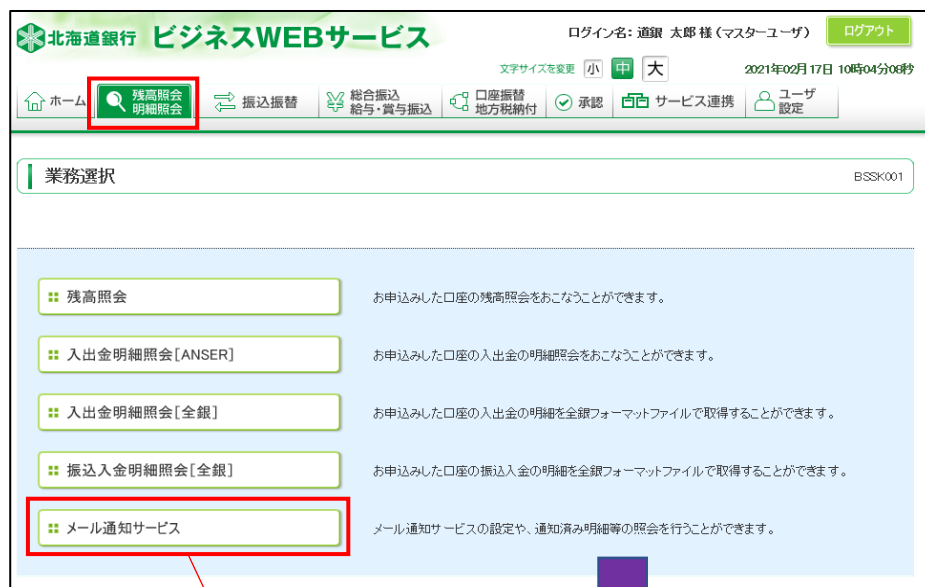 北海道銀行 ビジネスWEBサービス
ログイン名: 道銀 太郎 様 (マスターユーザ)
ログアウト
文字サイズを変更 小 中 大
2021年02月17日 10時04分08秒
ホーム
残高照会
明細照会
振込振替
総合振込
給与・賞与振込
口座振替
地方税納付
承認
サービス連携
ユーザ
設定
業務選択
BSSK001
残高照会
お申込みした口座の残高照会をおこなうことができます。
入出金明細照会[ANSER]
お申込みした口座の入出金の明細照会をおこなうことができます。
入出金明細照会[全銀]
お申込みした口座の入出金の明細を全銀フォーマットファイルで取得することができます。
振込入金明細照会[全銀]
お申込みした口座の振込入金の明細を全銀フォーマットファイルで取得することができます。
メール通知サービス
メール通知サービスの設定や、通知済み明細等の照会を行うことができます。